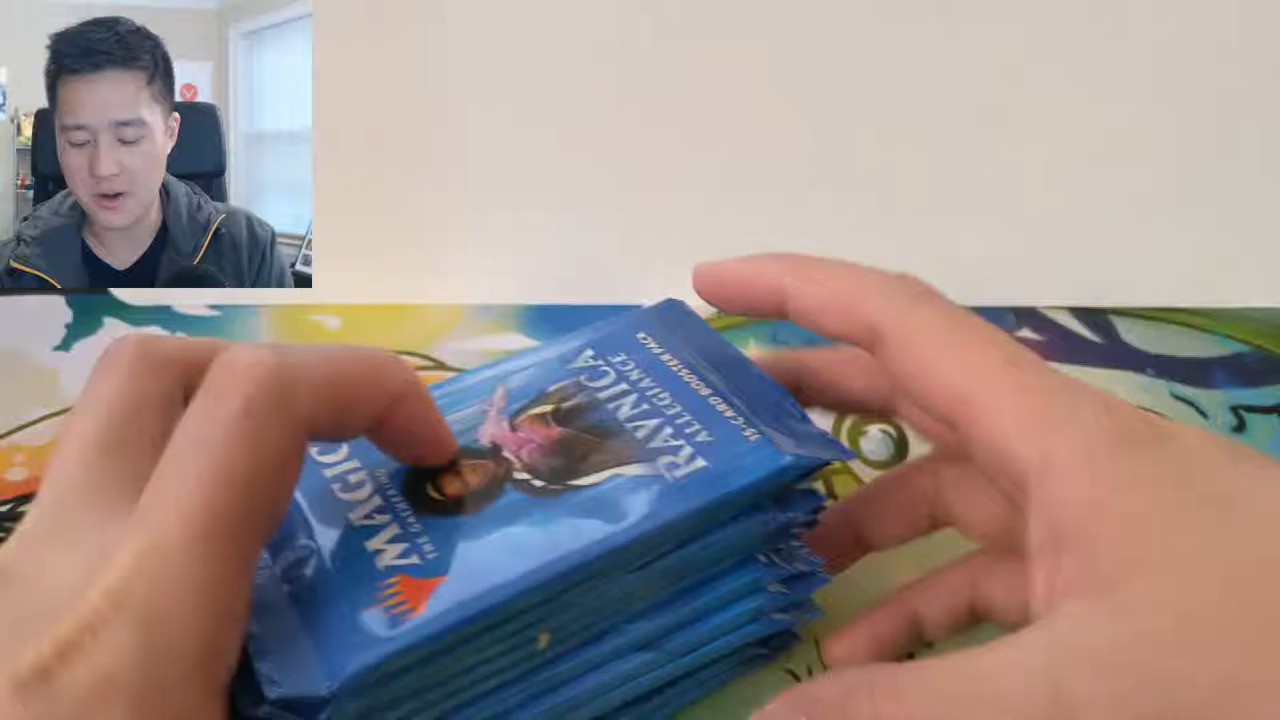 MAGIC
THE GATHERING
RAVNICA
ALLEGIANCE
15-CARD BOOSTER PACK